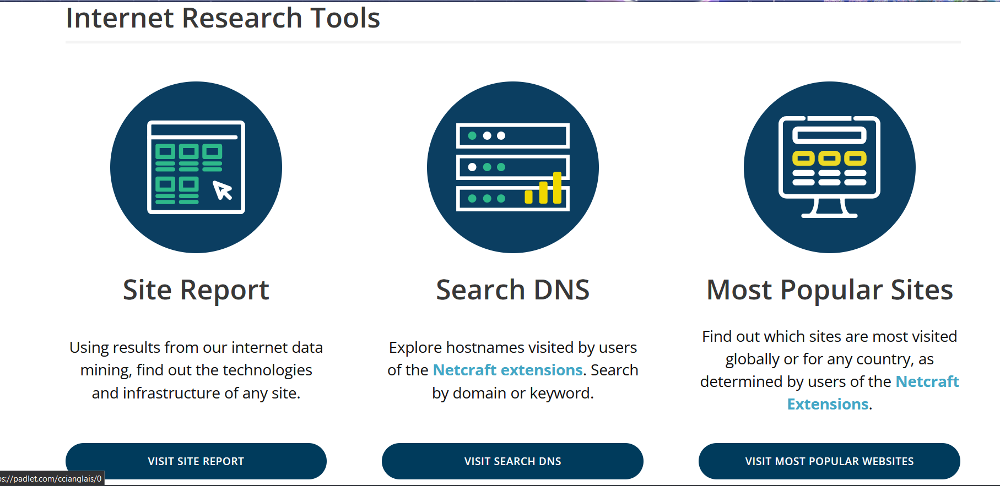 Internet Research Tools
Site Report
Using results from our internet data
mining, find out the technologies
and infrastructure of any site.
VISIT SITE REPORT
Search DNS
Explore hostnames visited by users
of the Netcraft extensions. Search
by domain or keyword.
VISIT SEARCH DNS
Most Popular Sites
Find out which sites are most visited
globally or for any country, as
determined by users of the Netcraft
Extensions.
VISIT MOST POPULAR WEBSITES
ps://padlet.com/ccianglais/0